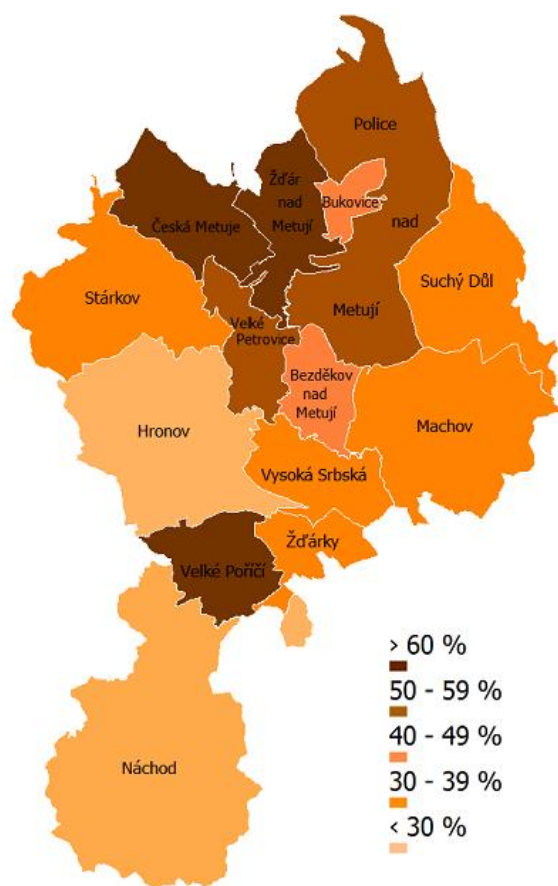 Police
nad
Metují
Žďár
nad
Metují
Bukovice
Česká Metuje
Suchý Důl
Stárkov
Velké
Petrovice
Bezděkov
nad
Metují
Machov
Hronov
Vysoká Srbská
Žďárky
Velké Poříčí
Náchod
> 60 %
50 - 59 %
40 - 49 %
30 - 39 %
< 30 %